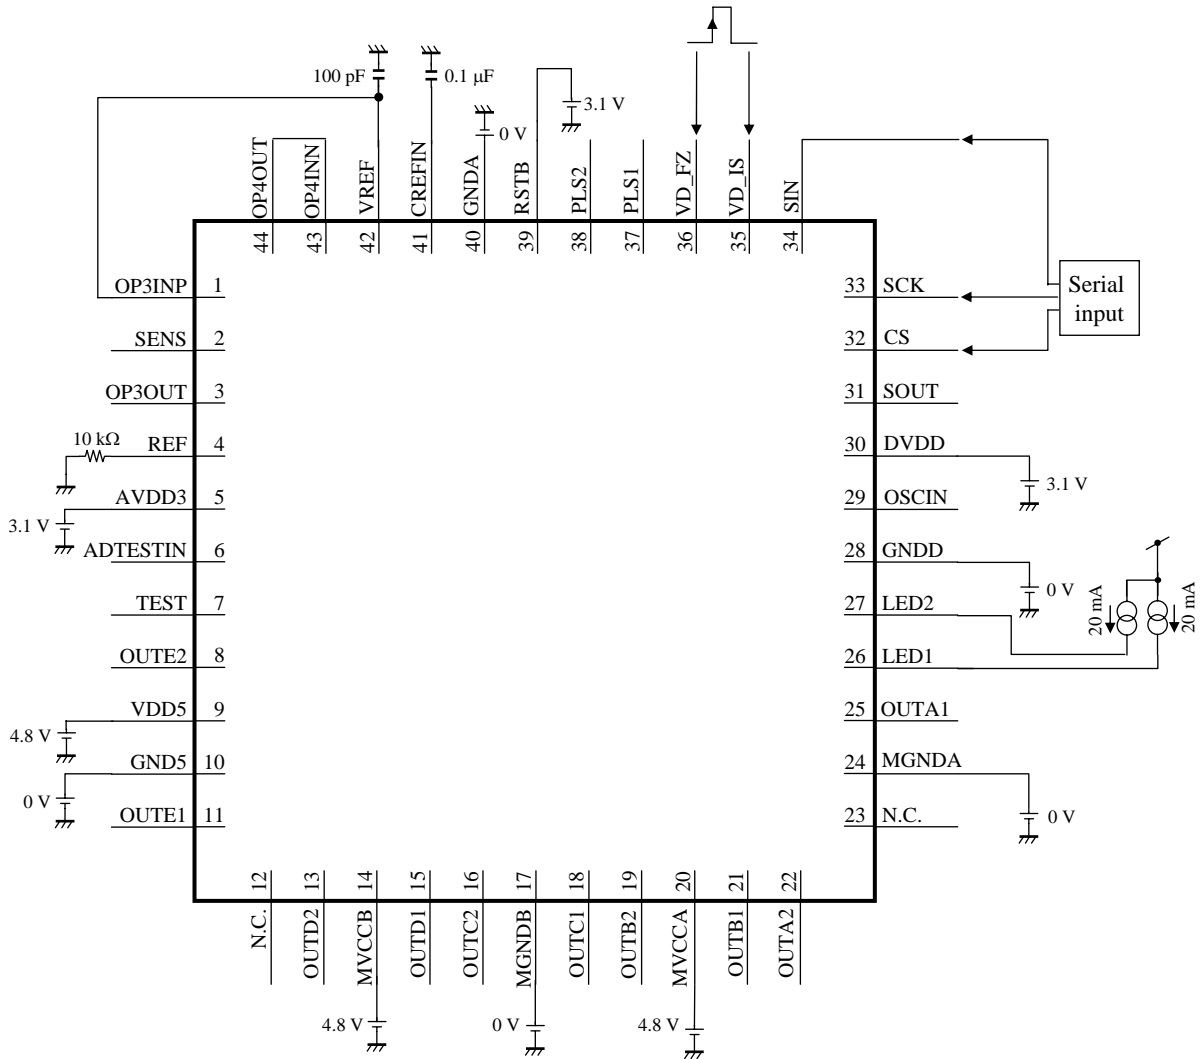 100 pF
0.1 μF
3.1 V
0 V
OP4OUT
OP4INN
VREF
CREFIN
GNDA
RSTB
PLS2
PLS1
VD_FZ
VD_IS
SIN
44
43
42
41
40
39
38
37
36
35
34
OP3INP 1
SENS 2
OP3OUT 3
10 kΩ
REF 4
AVDD3 5
3.1 V
ADTESTIN 6
TEST 7
OUTE2 8
VDD5 9
4.8 V
GND5 10
0 V
OUTE1 11
33 SCK
Serial
input
32 CS
31 SOUT
30 DVDD
3.1 V
29 OSCIN
28 GNDD
0 V
27 LED2
20 mA
20 mA
26 LED1
25 OUTA1
24 MGNDA
0 V
23 N.C.
12
13
14
15
16
17
18
19
20
21
22
N.C.
OUTD2
MVCCB
OUTD1
OUTC2
MGNDB
OUTC1
OUTB2
MVCCA
OUTB1
OUTA2
4.8 V
0 V
4.8 V